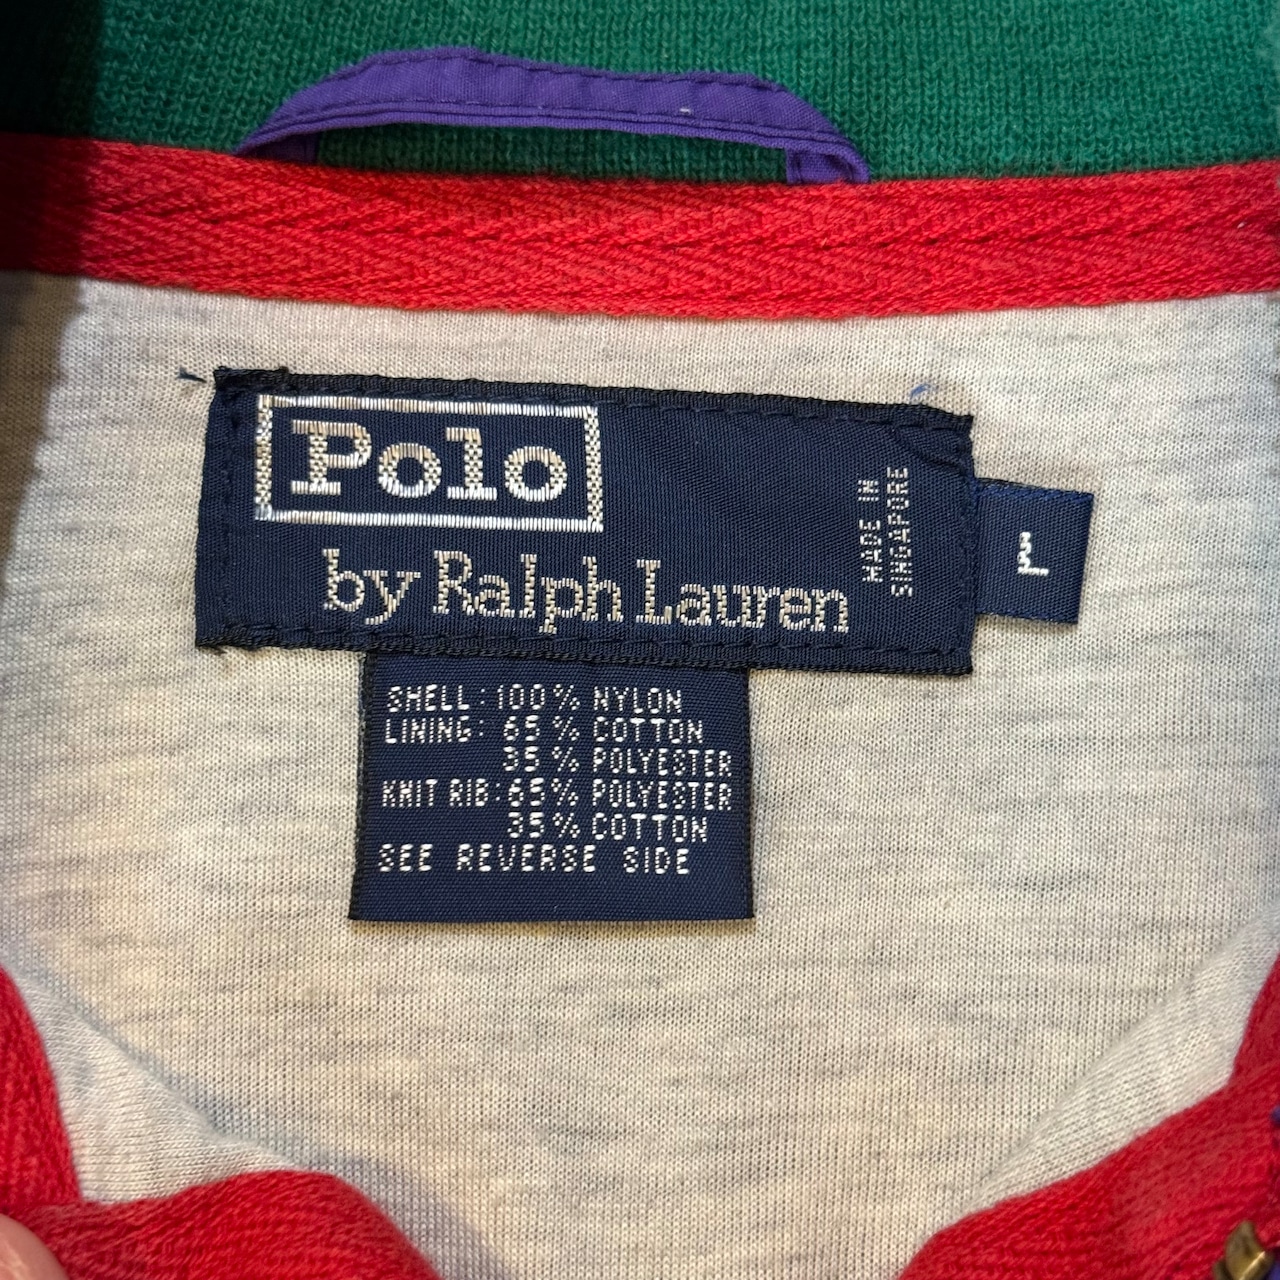 Polo
by Ralph Lauren
MADE IN
SINGAPORE
L
SHELL: 100% NYLON
LINING: 65% COTTON
35% POLYESTER
KNIT RIB: 65% POLYESTER
35% COTTON
SEE REVERSE SIDE